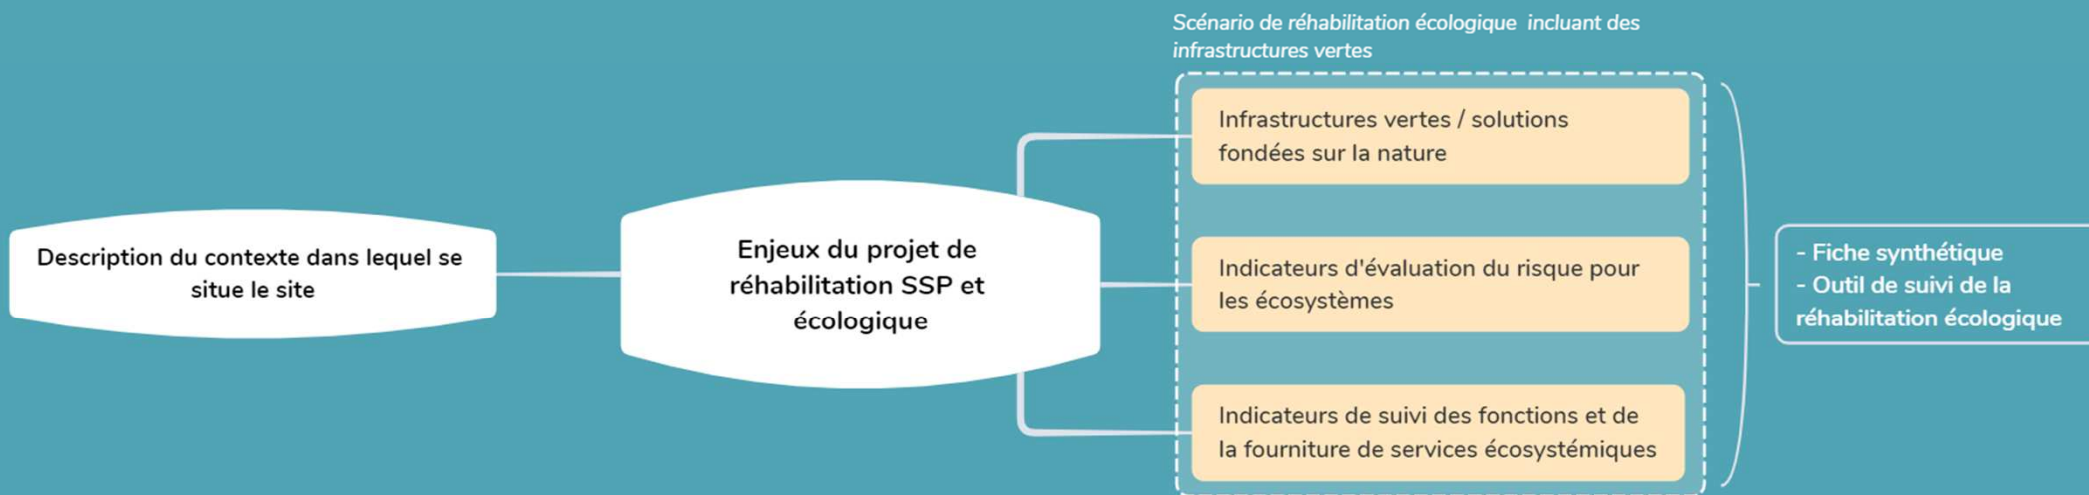 Scénario de réhabilitation écologique incluant des
infrastructures vertes
Description du contexte dans lequel se
situe le site
Enjeux du projet de
réhabilitation SSP et
écologique
Infrastructures vertes / solutions
fondées sur la nature
Indicateurs d'évaluation du risque pour
les écosystèmes
Indicateurs de suivi des fonctions et de
la fourniture de services écosystémiques
- Fiche synthétique
- Outil de suivi de la
réhabilitation écologique